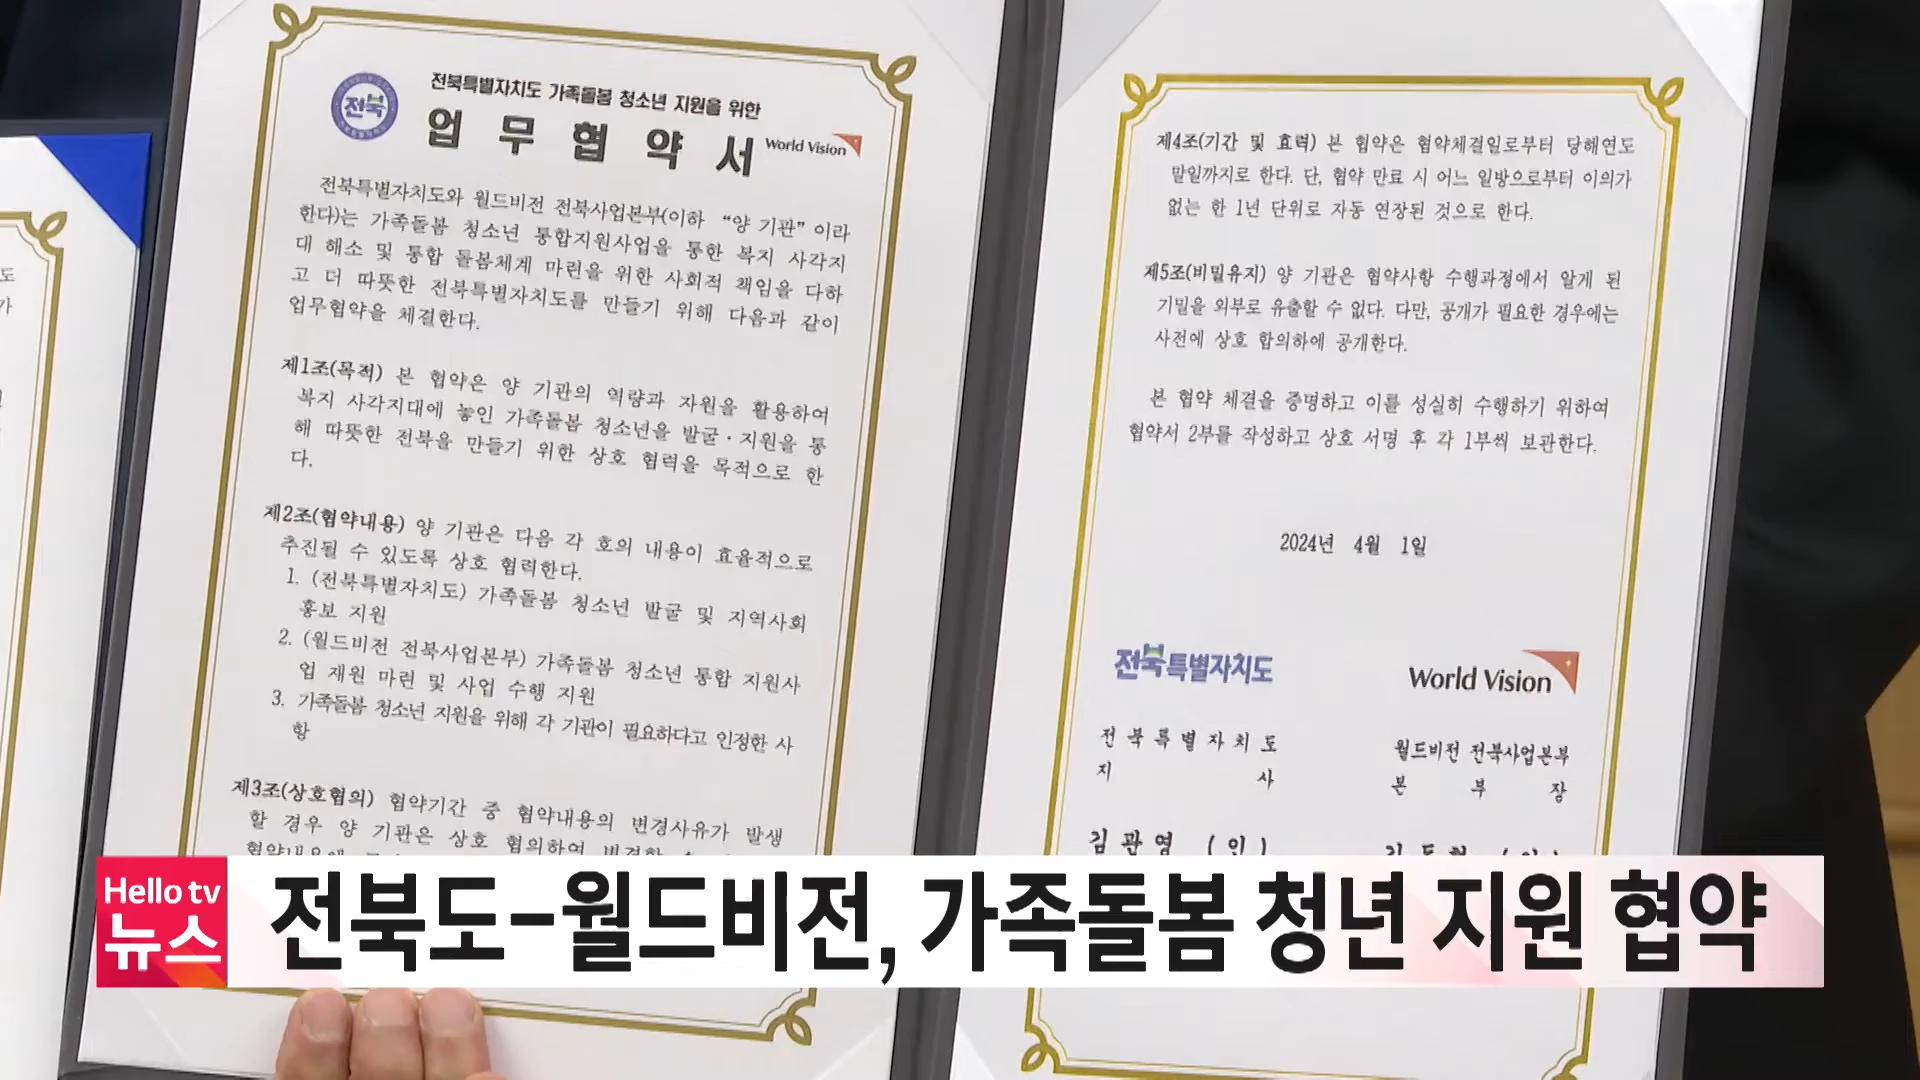 전북
전북특별자치도 가족돌봄 청소년 지원을 위한
업 무 협 약 서
World Vision
전북특별자치도와 월드비전 전북사업본부(이하 “양 기관”이라
한다)는 가족돌봄 청소년 통합지원사업을 통한 복지 사각지
대 해소 및 통합 돌봄체계 마련을 위한 사회적 책임을 다하
고 더 따뜻한 전북특별자치도를 만들기 위해 다음과 같이
업무협약을 체결한다.
제1조(목적) 본 협약은 양 기관의 역량과 자원을 활용하여
복지 사각지대에 놓인 가족돌봄 청소년을 발굴·지원을 통
해 따뜻한 전북을 만들기 위한 상호 협력을 목적으로 한
다.
제2조(협약내용) 양 기관은 다음 각 호의 내용이 효율적으로
추진될 수 있도록 상호 협력한다.
1. (전북특별자치도) 가족돌봄 청소년 발굴 및 지역사회
홍보 지원
2. (월드비전 전북사업본부) 가족돌봄 청소년 통합 지원사
업 재원 마련 및 사업 수행 지원
3. 가족돌봄 청소년 지원을 위해 각 기관이 필요하다고 인정한 사
항
제3조(상호협의) 협약기간 중 협약내용의 변경사유가 발생
할 경우 양 기관은 상호 협의하여
제4조(기간 및 효력) 본 협약은 협약체결일로부터 당해연도
말일까지로 한다. 단, 협약 만료 시 어느 일방으로부터 이의가
없는 한 1년 단위로 자동 연장된 것으로 한다.
제5조(비밀유지) 양 기관은 협약사항 수행과정에서 알게 된
기밀을 외부로 유출할 수 없다. 다만, 공개가 필요한 경우에는
사전에 상호 합의하에 공개한다.
본 협약 체결을 증명하고 이를 성실히 수행하기 위하여
협약서 2부를 작성하고 상호 서명 후 각 1부씩 보관한다.
2024년 4월 1일
전북특별자치도
World Vision
전북특별자치도
지 사
월드비전 전북사업본부
본 부 장
김관영 (인)
Hello tv
뉴스
전북도-월드비전, 가족돌봄 청년 지원 협약